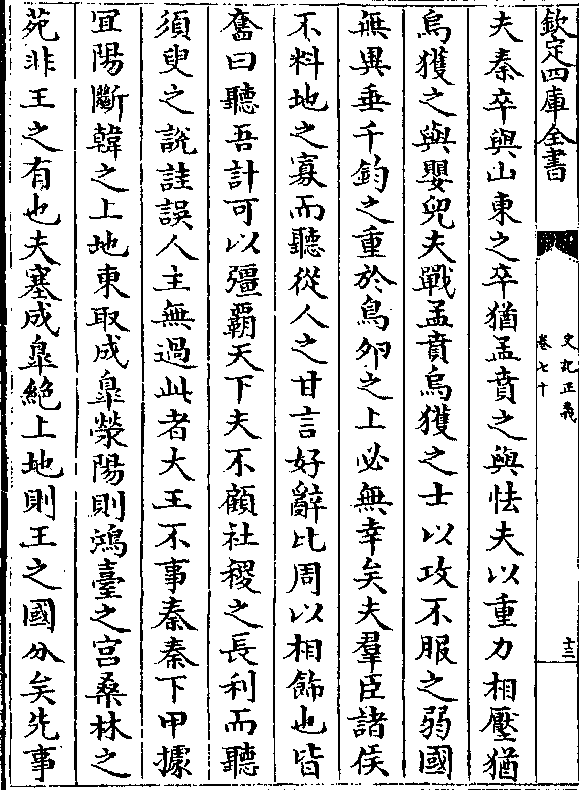 欽定四庫全書
史記正義
卷七十
十三
夫秦卒與山東之卒猶孟賁之與怯夫以重力相壓猶
烏獲之與嬰兒夫戰孟賁烏獲之士以攻不服之弱國
無異垂千鈞之重於鳥卵之上必無幸矣夫羣臣諸侯
不料地之寡而聽從人之甘言好辭比周以相飾也皆
奮曰聽吾計可以彊霸天下夫不顧社稷之長利而聽
須臾之説詿誤人主無過此者大王不事秦秦下甲據
宜陽斷韓之上地東取成臯滎陽則鴻臺之宫桑林之
苑非王之有也夫塞成臯絶上地則王之國分矣先事